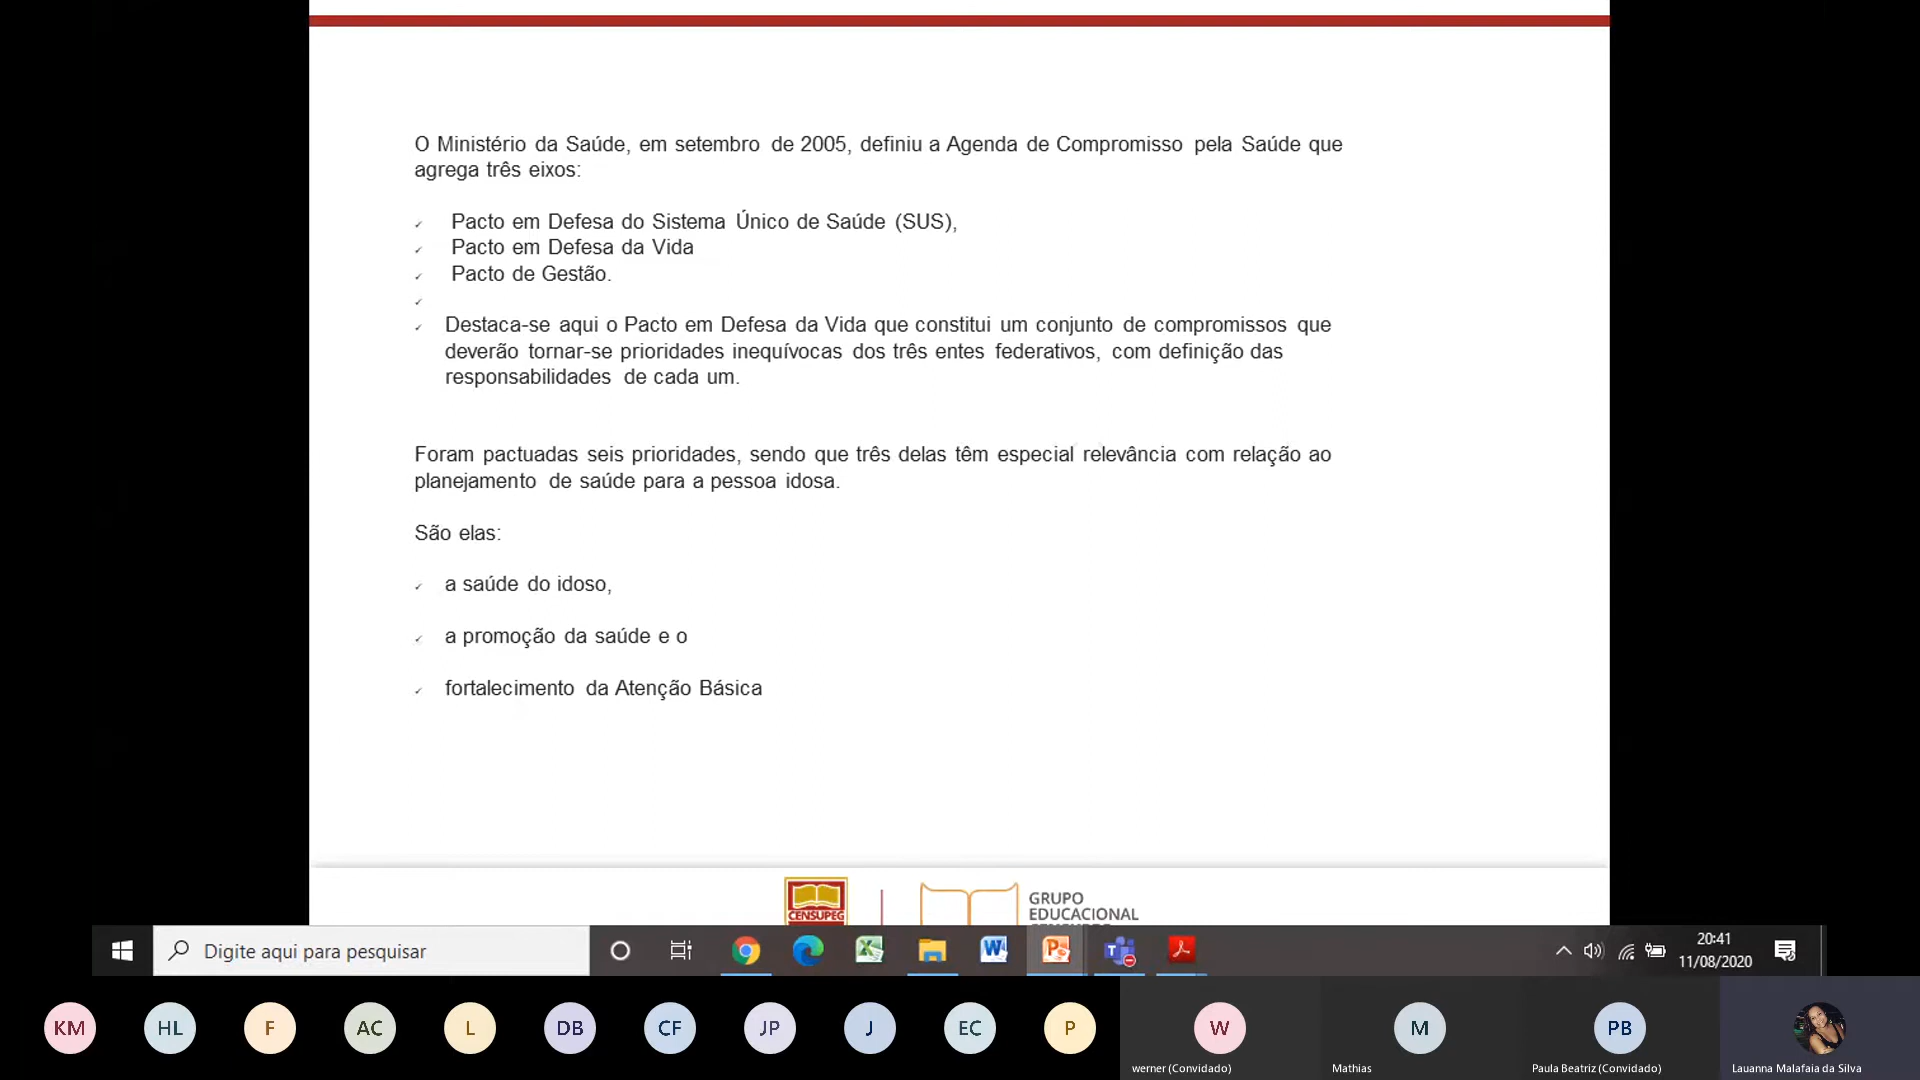 O Ministério da Saúde, em setembro de 2005, definiu a Agenda de Compromisso pela Saúde que
agrega três eixos:
✓ Pacto em Defesa do Sistema Único de Saúde (SUS),
✓ Pacto em Defesa da Vida
✓ Pacto de Gestão.
✓
✓ Destaca-se aqui o Pacto em Defesa da Vida que constitui um conjunto de compromissos que
deverão tornar-se prioridades inequívocas dos três entes federativos, com definição das
responsabilidades de cada um.
Foram pactuadas seis prioridades, sendo que três delas têm especial relevância com relação ao
planejamento de saúde para a pessoa idosa.
São elas:
✓ a saúde do idoso,
✓ a promoção da saúde e o
✓ fortalecimento da Atenção Básica
CENSUPEG
GRUPO
EDUCACIONAL
Digite aqui para pesquisar
20:41
11/08/2020
KM HL F AC L DB CF JP J EC P W M PB
werner (Convidado) Mathias Paula Beatriz (Convidado) Lauanna Malafaia da Silva